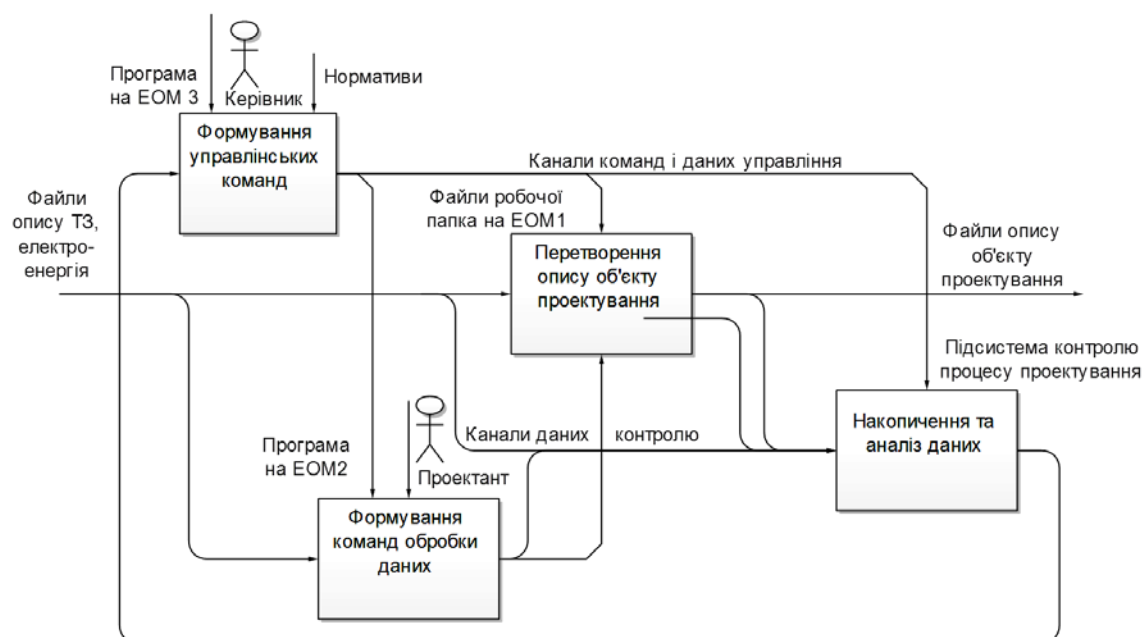 Програма
на ЕОМ 3
Керівник
Нормативи
Формування
управлінських
команд
Канали команд і даних управління
Файли
опису ТЗ,
електро-
енергія
Файли робочої
папка на ЕОМ1
Перетворення
опису об'єкту
проектування
Файли опису
об'єкту
проектування
Підсистема контролю
процесу проектування
Накопичення та
аналіз даних
Канали даних контролю
Програма
на ЕОМ2
Проектант
Формування
команд обробки
даних